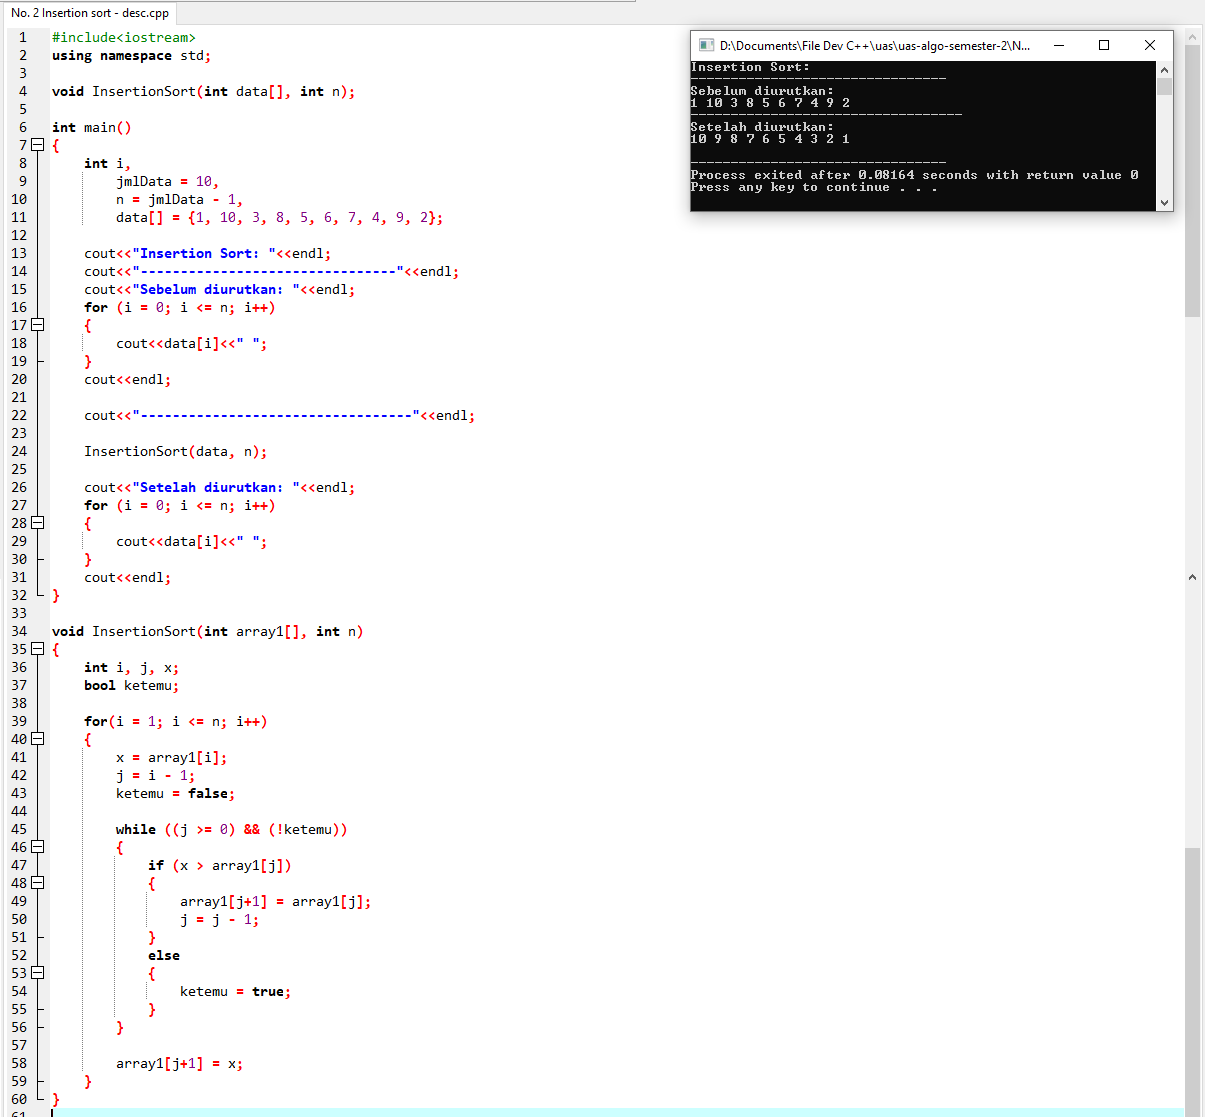 No. 2 Insertion sort - desc.cpp
1 #include<iostream>
2 using namespace std;
3
4 void InsertionSort(int data[], int n);
5
6 int main()
7 {
8 int i,
9 jmlData = 10,
10 n = jmlData - 1,
11 data[] = {1, 10, 3, 8, 5, 6, 7, 4, 9, 2};
12
13 cout<<"Insertion Sort: "<<endl;
14 cout<<"--------------------------------"<<endl;
15 cout<<"Sebelum diurutkan: "<<endl;
16 for (i = 0; i <= n; i++)
17 {
18 cout<<data[i]<<" ";
19 }
20 cout<<endl;
21
22 cout<<"----------------------------------"<<endl;
23
24 InsertionSort(data, n);
25
26 cout<<"Setelah diurutkan: "<<endl;
27 for (i = 0; i <= n; i++)
28 {
29 cout<<data[i]<<" ";
30 }
31 cout<<endl;
32 }
33
34 void InsertionSort(int array1[], int n)
35 {
36 int i, j, x;
37 bool ketemu;
38
39 for(i = 1; i <= n; i++)
40 {
41 x = array1[i];
42 j = i - 1;
43 ketemu = false;
44
45 while ((j >= 0) && (!ketemu))
46 {
47 if (x > array1[j])
48 {
49 array1[j+1] = array1[j];
50 j = j - 1;
51 }
52 else
53 {
54 ketemu = true;
55 }
56 }
57
58 array1[j+1] = x;
59 }
60 }
61
D:\Documents\File Dev C++\uas\uas-algo-semester-2\N...
Insertion Sort:
--------------------------------
Sebelum diurutkan:
1 10 3 8 5 6 7 4 9 2
----------------------------------
Setelah diurutkan:
10 9 8 7 6 5 4 3 2 1
--------------------------------
Process exited after 0.08164 seconds with return value 0
Press any key to continue . . .